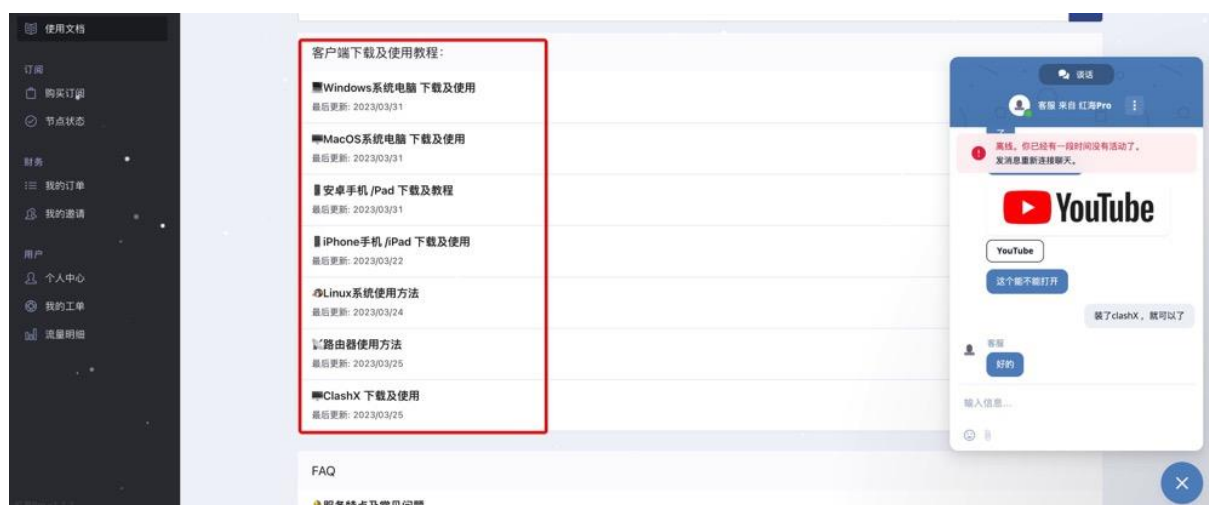 使用文档
订阅
购买订阅
节点状态
财务
我的订单
我的邀请
用户
个人中心
我的工单
流量明细
客户端下载及使用教程：
Windows系统电脑 下载及使用
最后更新: 2023/03/31
MacOS系统电脑 下载及使用
最后更新: 2023/03/31
安卓手机 /Pad 下载及教程
最后更新: 2023/03/31
iPhone手机 /iPad 下载及使用
最后更新: 2023/03/22
Linux系统使用方法
最后更新: 2023/03/24
路由器使用方法
最后更新: 2023/03/25
ClashX 下载及使用
最后更新: 2023/03/25
FAQ
服务特点及常见问题
谈话
客服 来自 红海Pro
离线。你已经有一段时间没有活动了。
发消息重新连接聊天。
YouTube
YouTube
这个能不能打开
装了clashX，就可以了
客服
好的
输入信息...